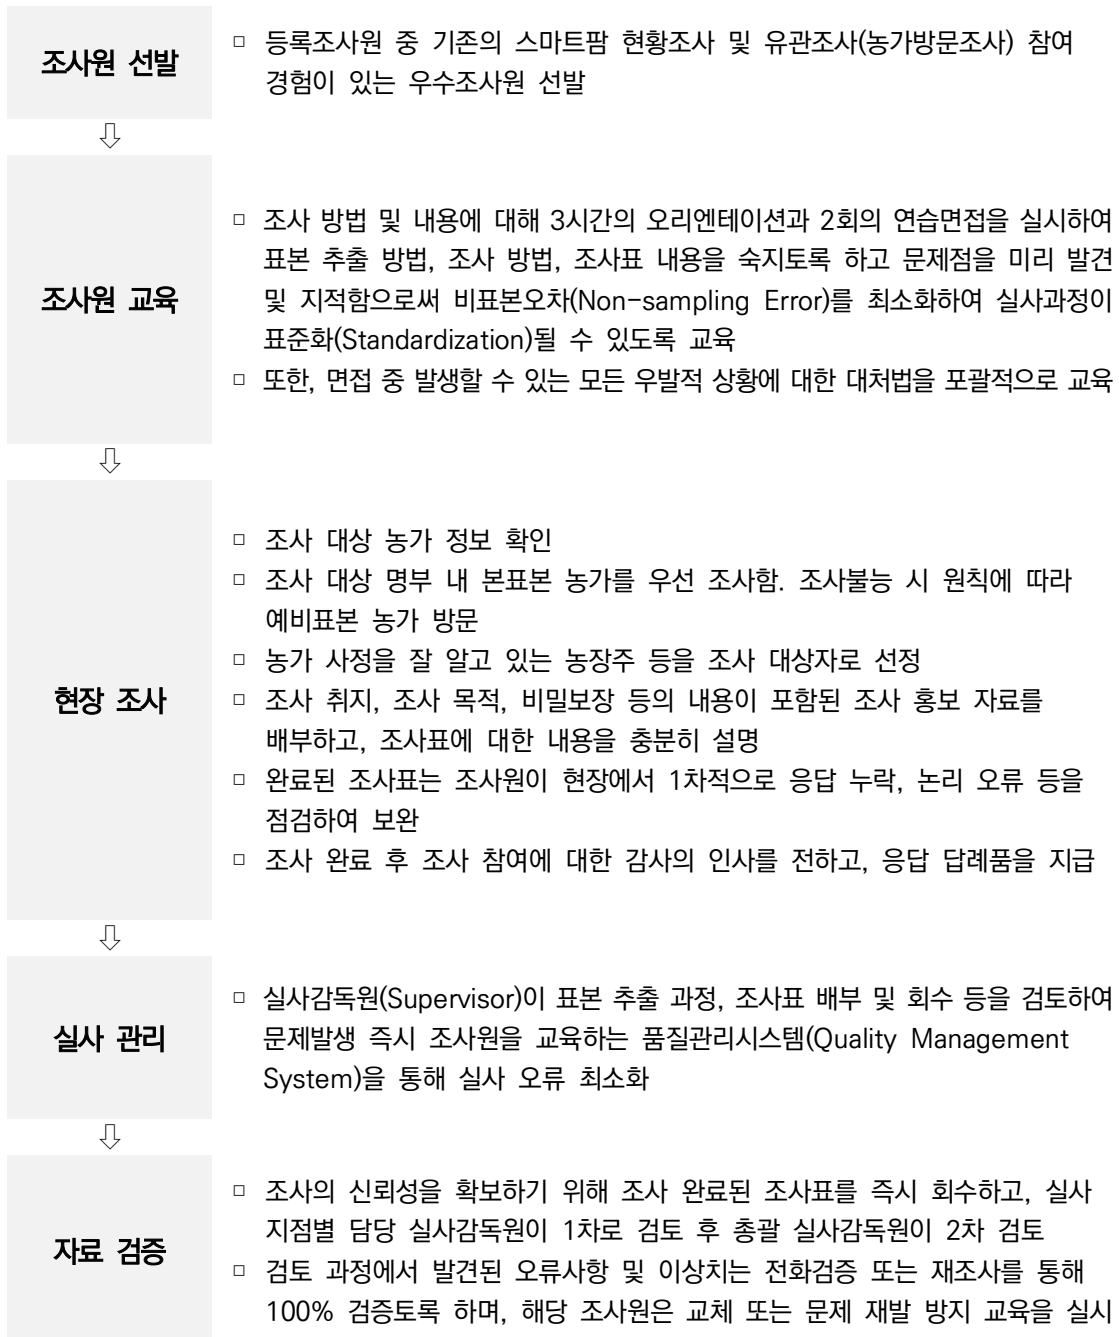 조사원 선발
□ 등록조사원 중 기존의 스마트팜 현황조사 및 유관조사(농가방문조사) 참여
경험이 있는 우수조사원 선발
⇩
조사원 교육
□ 조사 방법 및 내용에 대해 3시간의 오리엔테이션과 2회의 연습면접을 실시하여
표본 추출 방법, 조사 방법, 조사표 내용을 숙지토록 하고 문제점을 미리 발견
및 지적함으로써 비표본오차(Non-sampling Error)를 최소화하여 실사과정이
표준화(Standardization)될 수 있도록 교육
□ 또한, 면접 중 발생할 수 있는 모든 우발적 상황에 대한 대처법을 포괄적으로 교육
⇩
현장 조사
□ 조사 대상 농가 정보 확인
□ 조사 대상 명부 내 본표본 농가를 우선 조사함. 조사불능 시 원칙에 따라
예비표본 농가 방문
□ 농가 사정을 잘 알고 있는 농장주 등을 조사 대상자로 선정
□ 조사 취지, 조사 목적, 비밀보장 등의 내용이 포함된 조사 홍보 자료를
배부하고, 조사표에 대한 내용을 충분히 설명
□ 완료된 조사표는 조사원이 현장에서 1차적으로 응답 누락, 논리 오류 등을
점검하여 보완
□ 조사 완료 후 조사 참여에 대한 감사의 인사를 전하고, 응답 답례품을 지급
⇩
실사 관리
□ 실사감독원(Supervisor)이 표본 추출 과정, 조사표 배부 및 회수 등을 검토하여
문제발생 즉시 조사원을 교육하는 품질관리시스템(Quality Management
System)을 통해 실사 오류 최소화
⇩
자료 검증
□ 조사의 신뢰성을 확보하기 위해 조사 완료된 조사표를 즉시 회수하고, 실사
지점별 담당 실사감독원이 1차로 검토 후 총괄 실사감독원이 2차 검토
□ 검토 과정에서 발견된 오류사항 및 이상치는 전화검증 또는 재조사를 통해
100% 검증토록 하며, 해당 조사원은 교체 또는 문제 재발 방지 교육을 실시